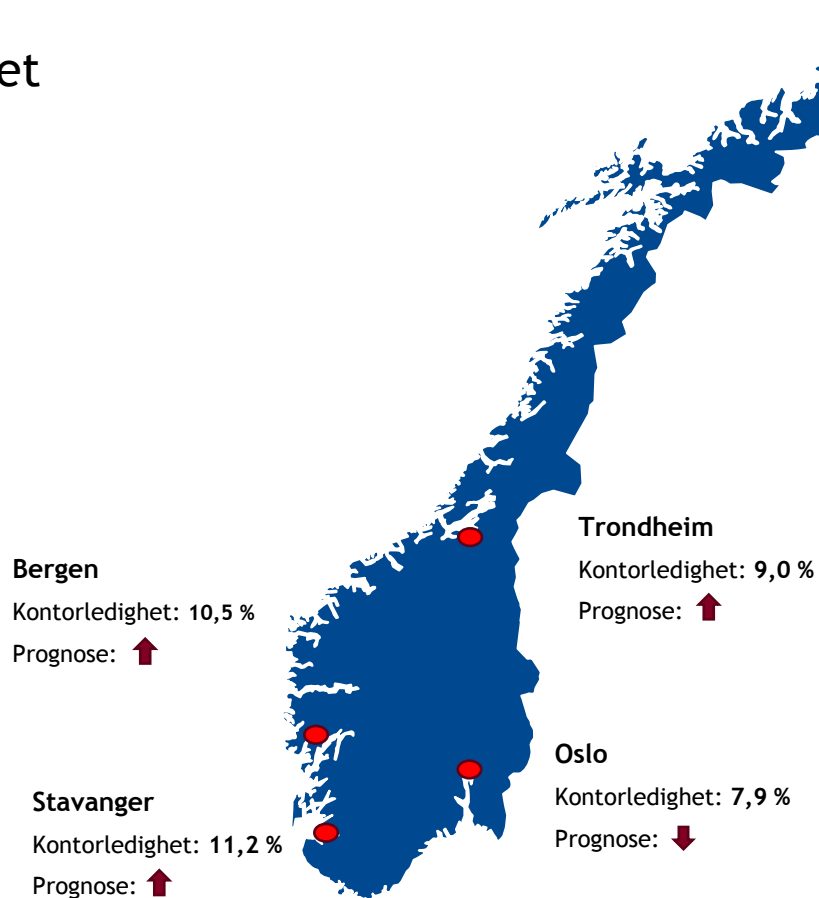 et
Trondheim
Kontorledighet: 9,0 %
Prognose:
Bergen
Kontorledighet: 10,5 %
Prognose:
Oslo
Kontorledighet: 7,9 %
Prognose:
Stavanger
Kontorledighet: 11,2 %
Prognose: